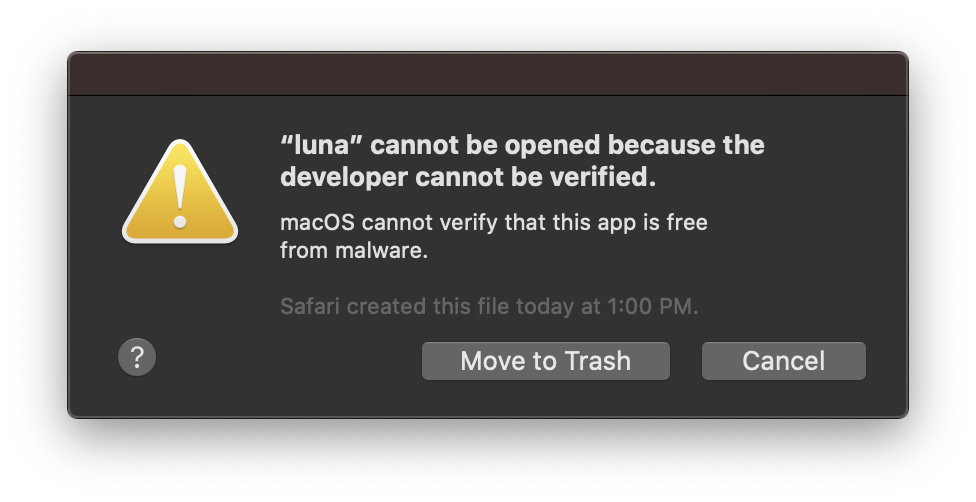 “luna” cannot be opened because the
developer cannot be verified.
macOS cannot verify that this app is free
from malware.
Safari created this file today at 1:00 PM.
?
Move to Trash
Cancel